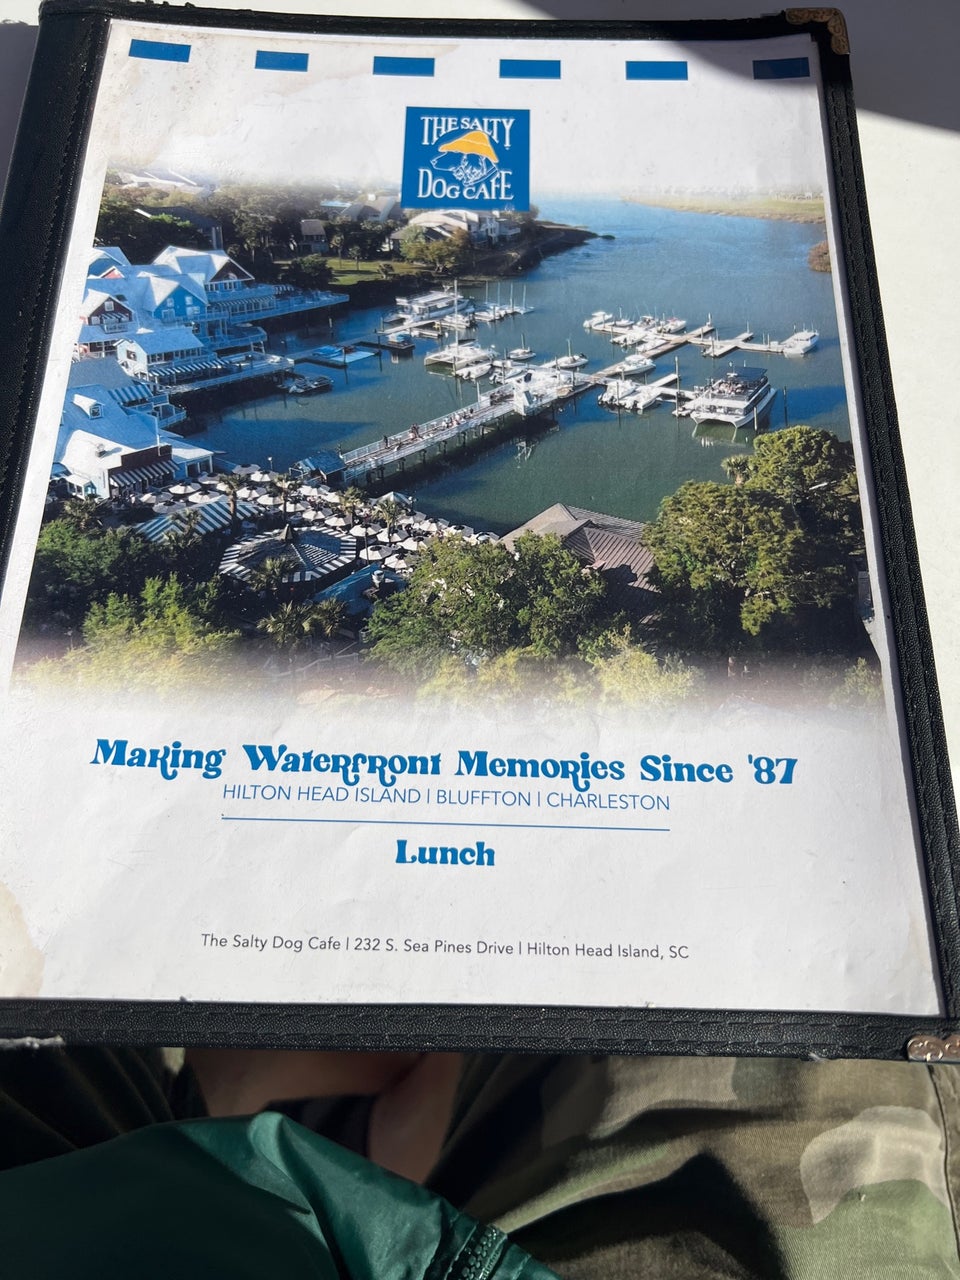 THE SALTY
DOG CAFE
Making Waterfront Memories Since '87
HILTON HEAD ISLAND | BLUFFTON | CHARLESTON
Lunch
The Salty Dog Cafe | 232 S. Sea Pines Drive | Hilton Head Island, SC